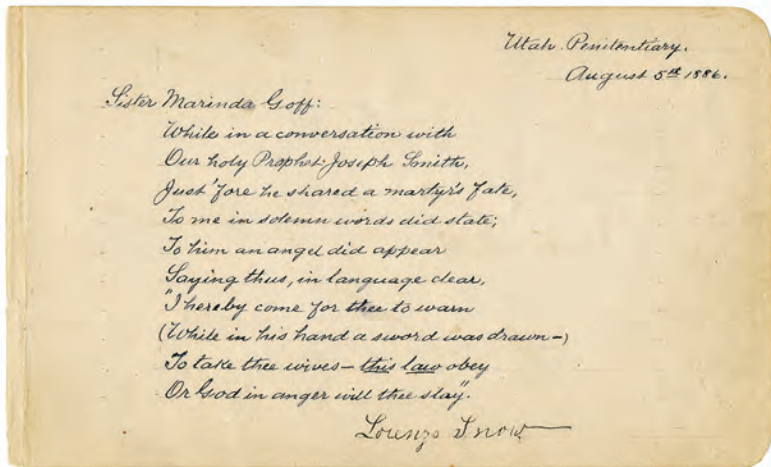 Utah Penitentiary.
August 5th 1886.
Sister Marinda Goff:
While in a conversation with
Our holy Prophet Joseph Smith,
Just 'fore he shared a martyr's fate,
To me in solemn words did state;
To him an angel did appear
Saying thus, in language clear,
"I hereby come for thee to warn
(While in his hand a sword was drawn–)
To take thee wives – this law obey
Or God in anger will thee slay".
Lorenzo Snow